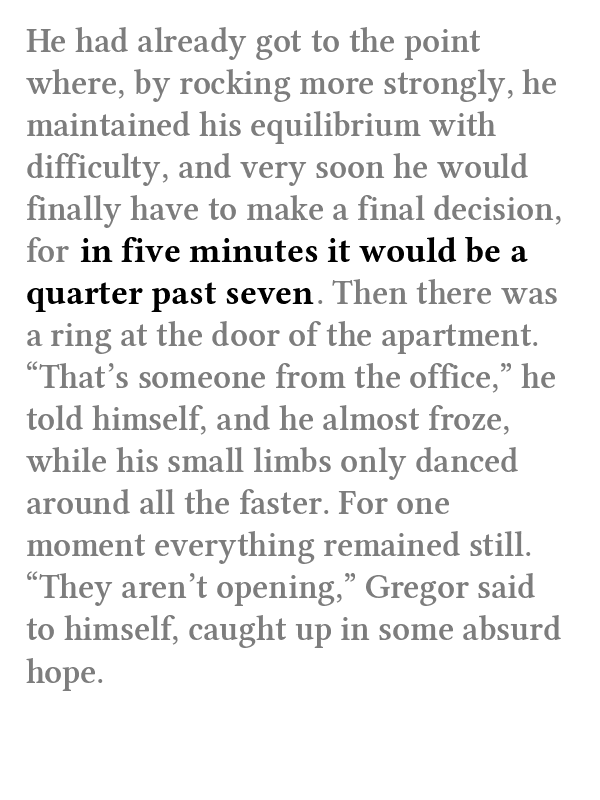 He had already got to the point
where, by rocking more strongly, he
maintained his equilibrium with
difficulty, and very soon he would
finally have to make a final decision,
for in five minutes it would be a
quarter past seven. Then there was
a ring at the door of the apartment.
“That’s someone from the office,” he
told himself, and he almost froze,
while his small limbs only danced
around all the faster. For one
moment everything remained still.
“They aren’t opening,” Gregor said
to himself, caught up in some absurd
hope.